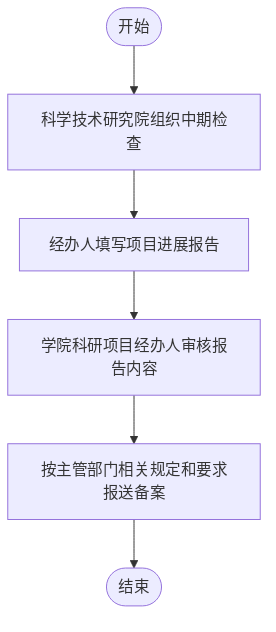 开始
科学技术研究院组织中期检
查
经办人填写项目进展报告
学院科研项目经办人审核报
告内容
按主管部门相关规定和要求
报送备案
结束